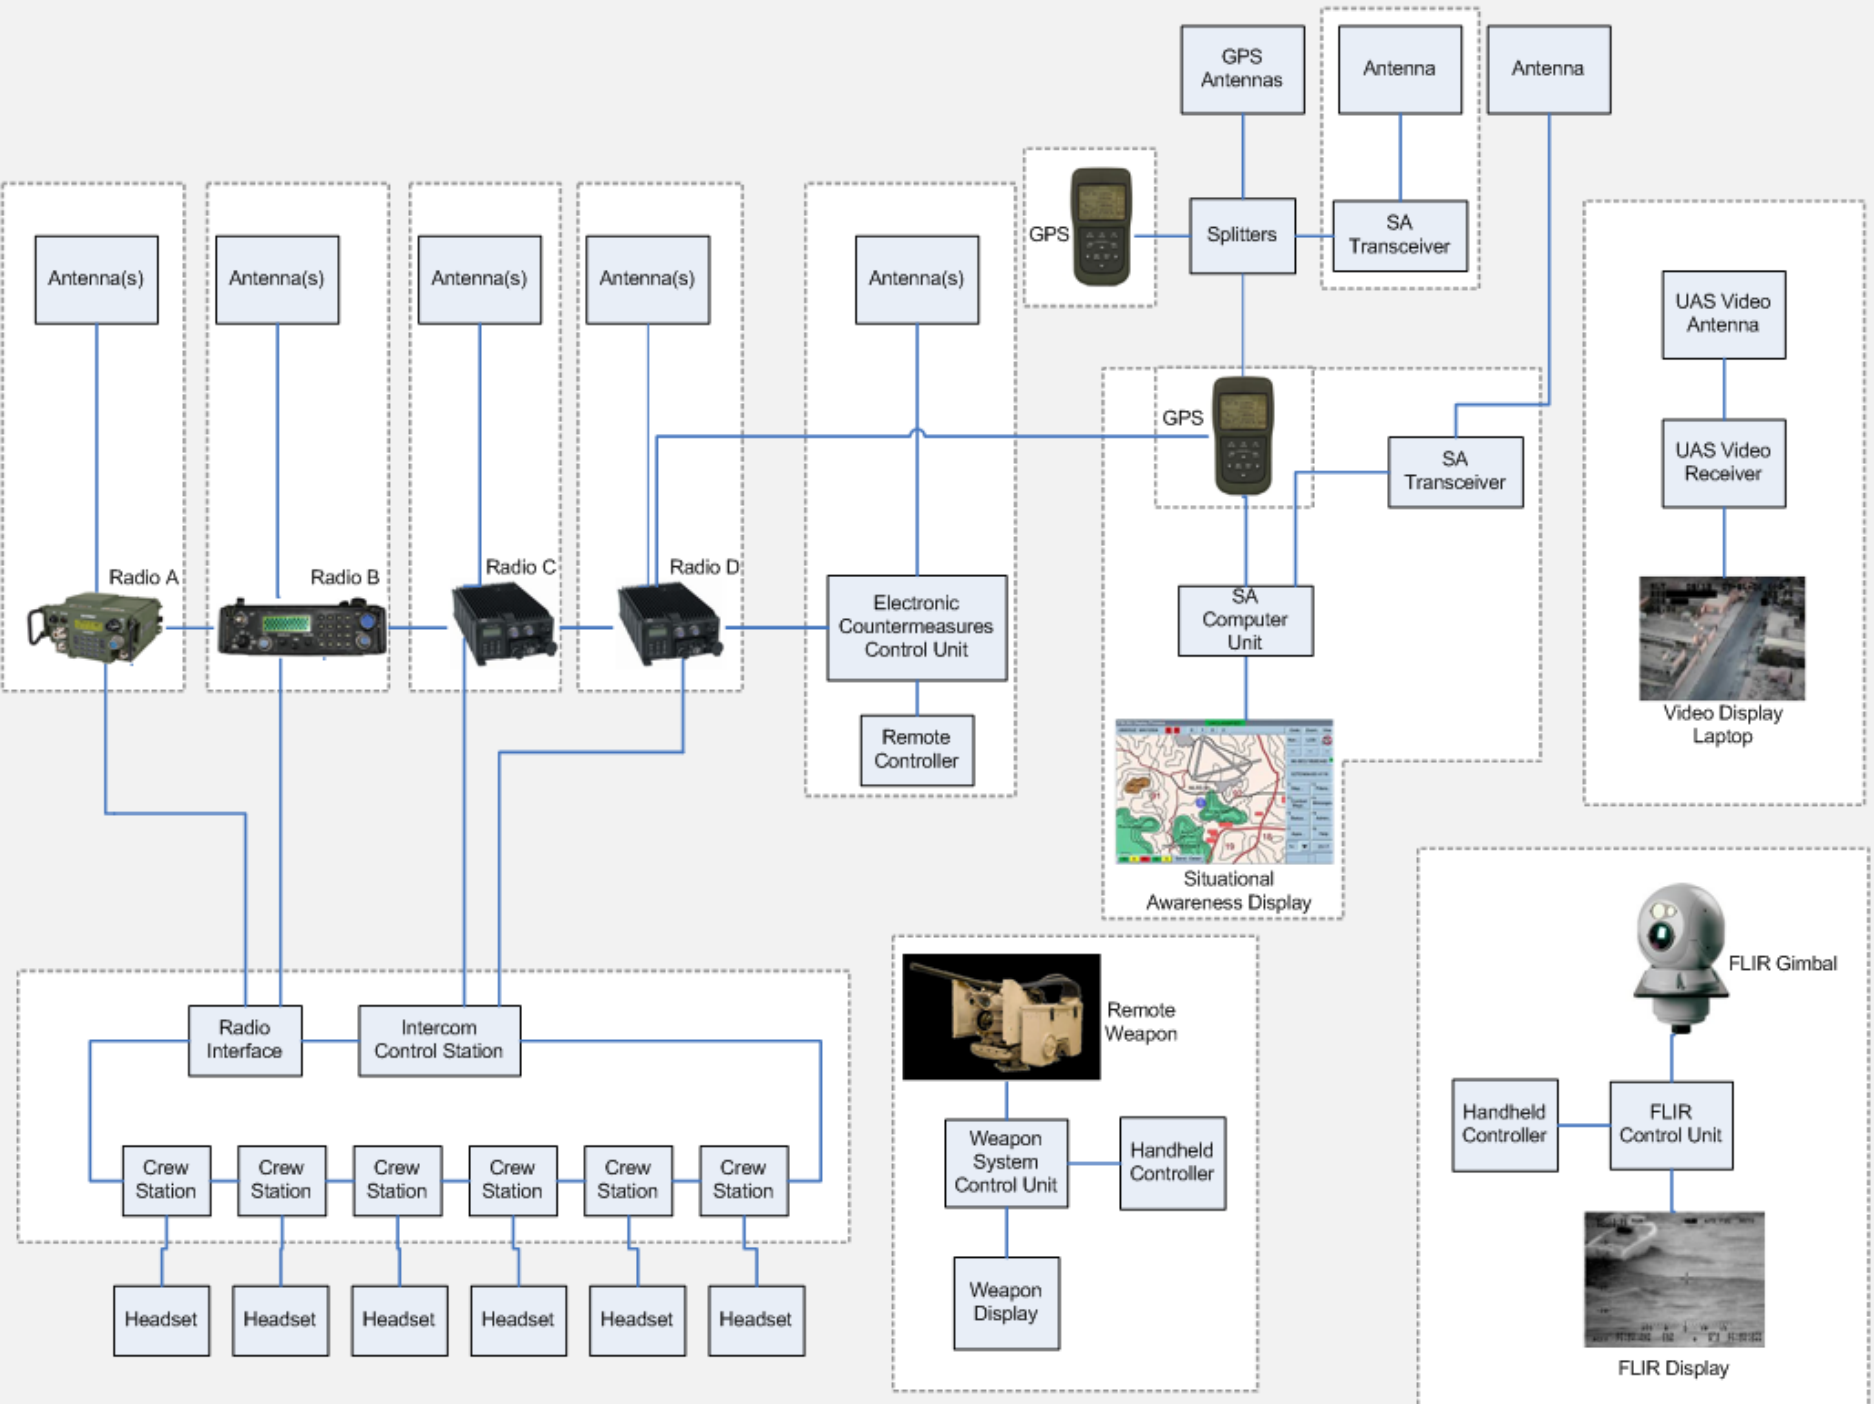 GPS
Antennas
Antenna
Antenna
GPS
Splitters
SA
Transceiver
Antenna(s)
Antenna(s)
Antenna(s)
Antenna(s)
Antenna(s)
UAS Video
Antenna
GPS
SA
Transceiver
UAS Video
Receiver
Radio A
Radio B
Radio C
Radio D
Electronic
Countermeasures
Control Unit
SA
Computer
Unit
Remote
Controller
Video Display
Laptop
Situational
Awareness Display
FLIR Gimbal
Remote
Weapon
Radio
Interface
Intercom
Control Station
Handheld
Controller
FLIR
Control Unit
Weapon
System
Control Unit
Handheld
Controller
Crew
Station
Crew
Station
Crew
Station
Crew
Station
Crew
Station
Crew
Station
Weapon
Display
Headset
Headset
Headset
Headset
Headset
Headset
FLIR Display